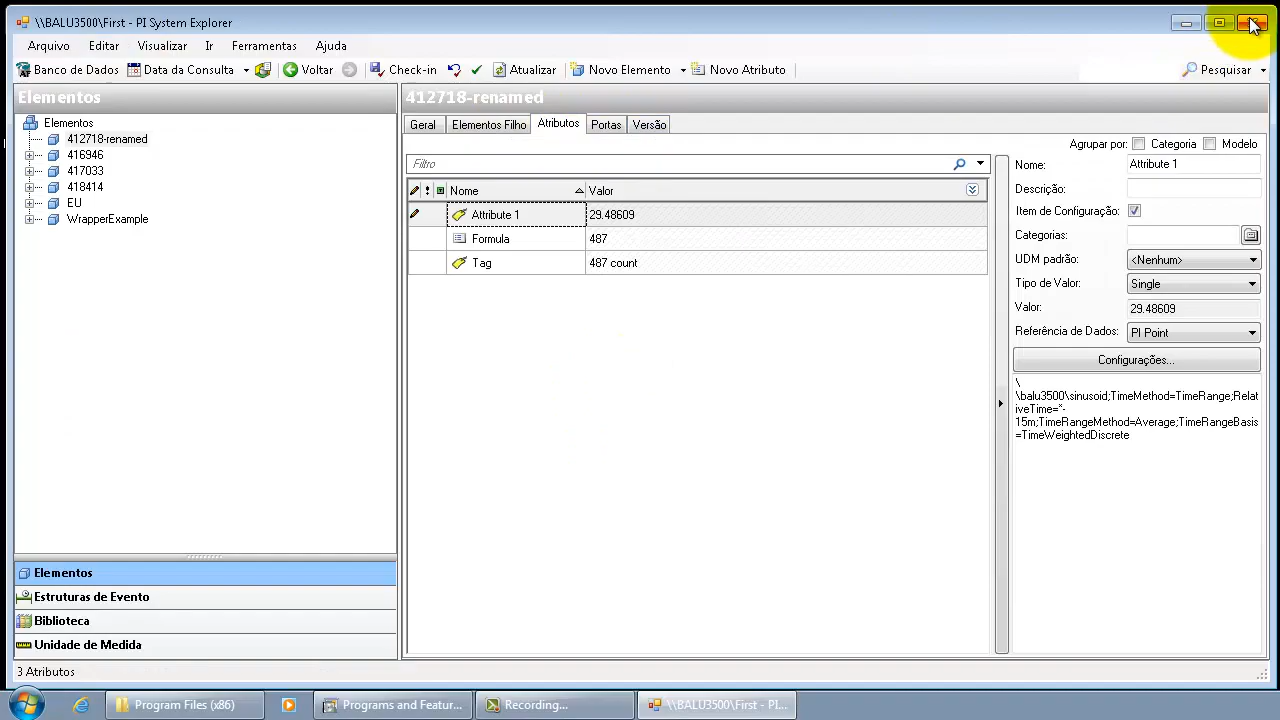 \\BALU3500\First - PI System Explorer
Arquivo Editar Visualizar Ir Ferramentas Ajuda
Banco de Dados Data da Consulta Voltar Check-in Atualizar Novo Elemento Novo Atributo Pesquisar
Elementos
412718-renamed
Elementos
412718-renamed
416946
417033
418414
EU
WrapperExample
Geral Elementos Filho Atributos Portas Versão
Agrupar por: Categoria Modelo
Filtro
Nome Valor
Attribute 1 29.48609
Formula 487
Tag 487 count
Nome: Attribute 1
Descrição:
Item de Configuração:
Categorias:
UDM padrão: <Nenhum>
Tipo de Valor: Single
Valor: 29.48609
Referência de Dados: PI Point
Configurações...
\
\balu3500\sinusoid;TimeMethod=TimeRange;Relat
iveTime=*-
15m;TimeRangeMethod=Average;TimeRangeBasis
=TimeWeightedDiscrete
Elementos
Estruturas de Evento
Biblioteca
Unidade de Medida
3 Atributos
Program Files (x86) Programs and Featur... Recording... \\BALU3500\First - PI...